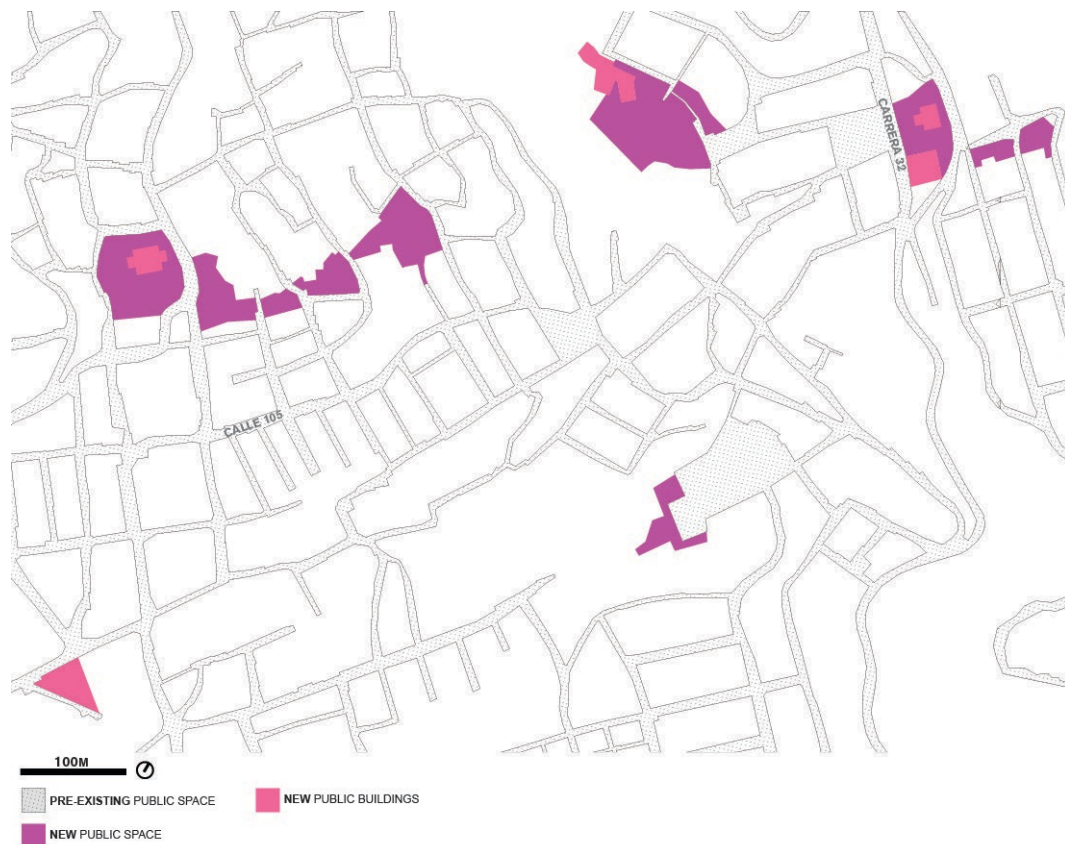 CARRERA 32
CALLE 105
100M
PRE-EXISTING PUBLIC SPACE
NEW PUBLIC BUILDINGS
NEW PUBLIC SPACE